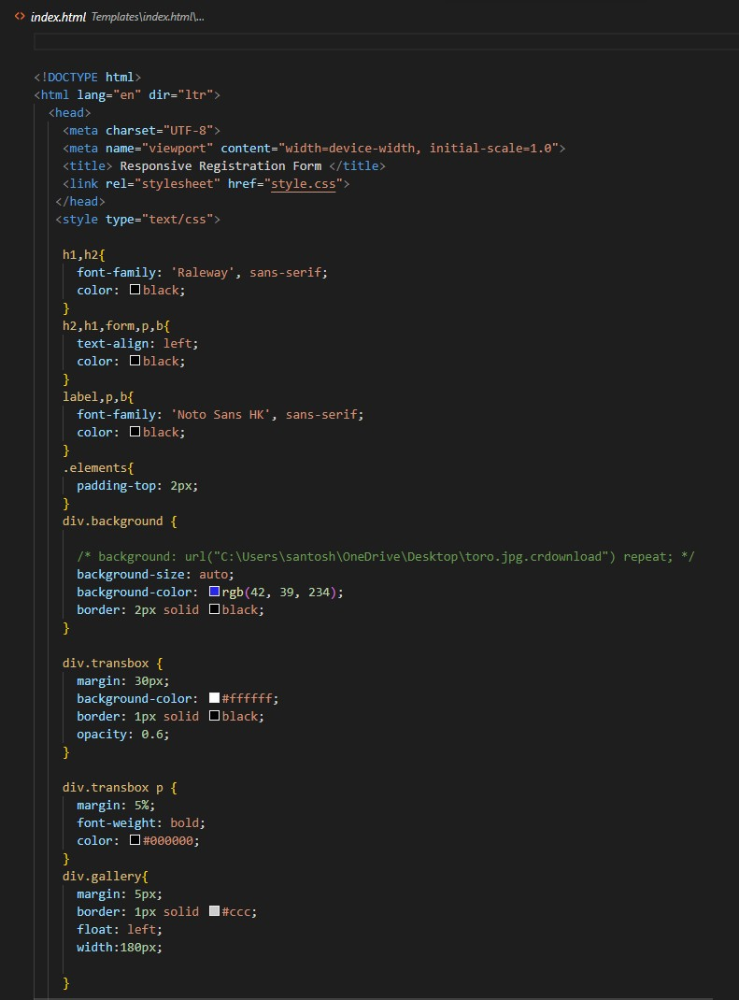 index.html Templates\index.html\...
<!DOCTYPE html>
<html lang="en" dir="ltr">
<head>
<meta charset="UTF-8">
<meta name="viewport" content="width=device-width, initial-scale=1.0">
<title> Responsive Registration Form </title>
<link rel="stylesheet" href="style.css">
</head>
<style type="text/css">
h1,h2{
font-family: 'Raleway', sans-serif;
color: black;
}
h2,h1,form,p,b{
text-align: left;
color: black;
}
label,p,b{
font-family: 'Noto Sans HK', sans-serif;
color: black;
}
.elements{
padding-top: 2px;
}
div.background {
/* background: url("C:\Users\santosh\OneDrive\Desktop\toro.jpg.crdownload") repeat; */
background-size: auto;
background-color: rgb(42, 39, 234);
border: 2px solid black;
}
div.transbox {
margin: 30px;
background-color: #ffffff;
border: 1px solid black;
opacity: 0.6;
}
div.transbox p {
margin: 5%;
font-weight: bold;
color: #000000;
}
div.gallery{
margin: 5px;
border: 1px solid #ccc;
float: left;
width:180px;
}